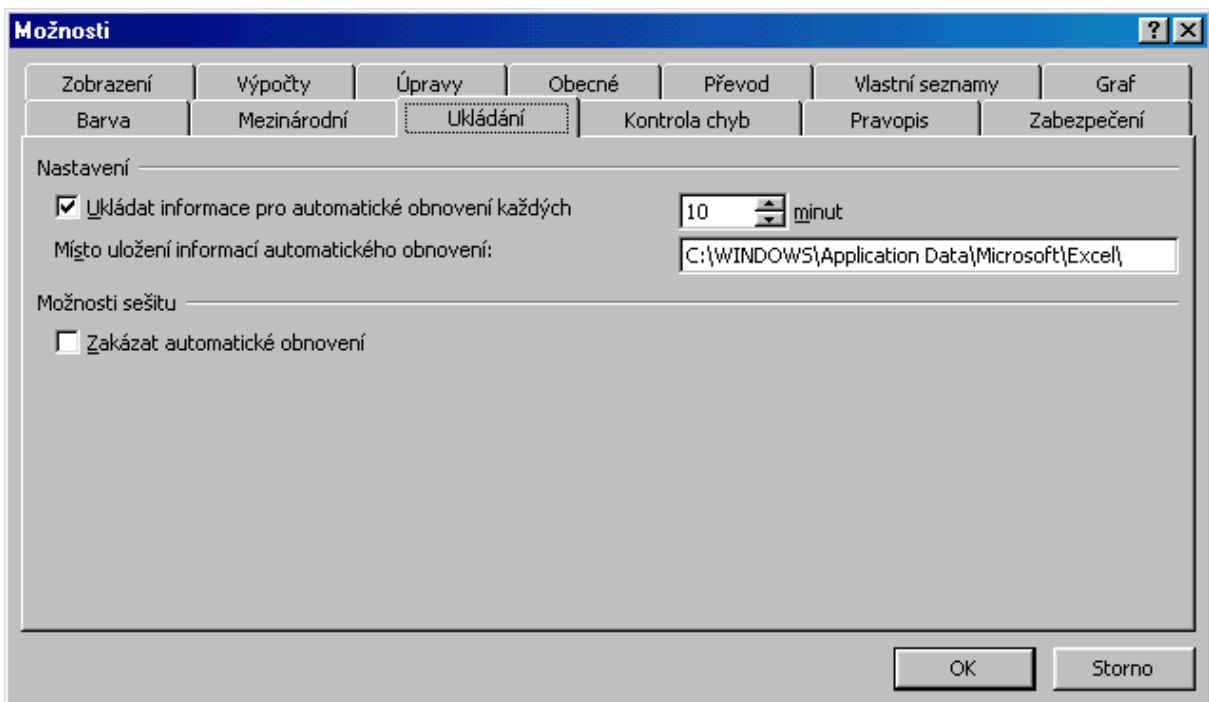 Možnosti
Zobrazení Výpočty Úpravy Obecné Převod Vlastní seznamy Graf
Barva Mezinárodní Ukládání Kontrola chyb Pravopis Zabezpečení
Nastavení
Ukládat informace pro automatické obnovení každých 10 minut
Místo uložení informací automatického obnovení: C:\WINDOWS\Application Data\Microsoft\Excel\
Možnosti sešitu
Zakázat automatické obnovení
OK Storno